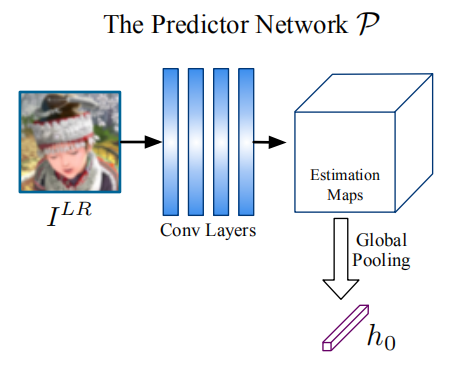 The Predictor Network 𝒫
I^{LR}
Conv Layers
Estimation
Maps
Global
Pooling
h_0